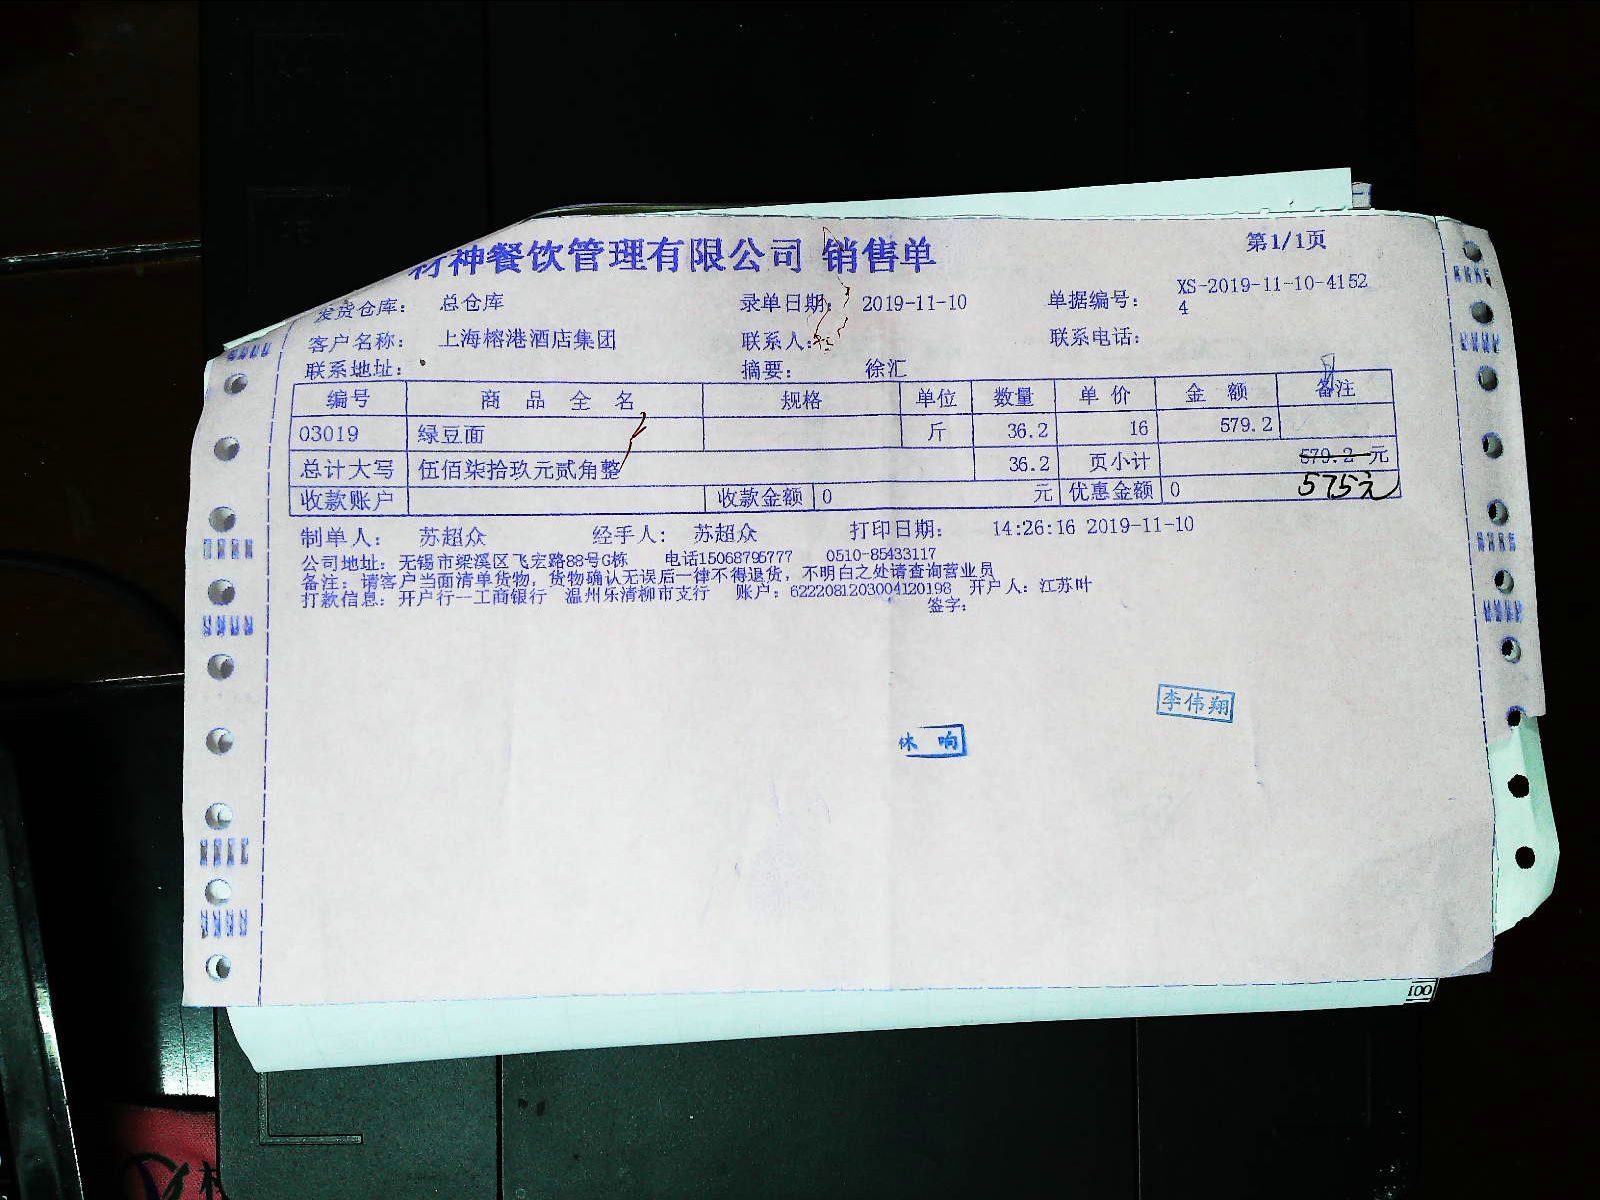 神餐饮管理有限公司 销售单 第1/1页
发货仓库: 总仓库 录单日期: 2019-11-10 单据编号: XS-2019-11-10-4152
4
客户名称: 上海榕港酒店集团 联系人: 联系电话:
联系地址: 摘要: 徐汇
编号 商品全名 规格 单位 数量 单价 金额 备注
03019 绿豆面 斤 36.2 16 579.2
总计大写 伍佰柒拾玖元贰角整 36.2 页小计 579.2 元
收款账户 收款金额 0 元 优惠金额 0 575元
制单人: 苏超众 经手人: 苏超众 打印日期: 14:26:16 2019-11-10
公司地址: 无锡市梁溪区飞宏路88号G栋 电话15068795777 0510-85433117
备注: 请客户当面清单货物, 货物确认无误后一律不得退货, 不明白之处请查询营业员
打款信息: 开户行--工商银行 温州乐清柳市支行 账户: 6222081203004120198 开户人: 江苏叶
签字:
李伟翔
响
100